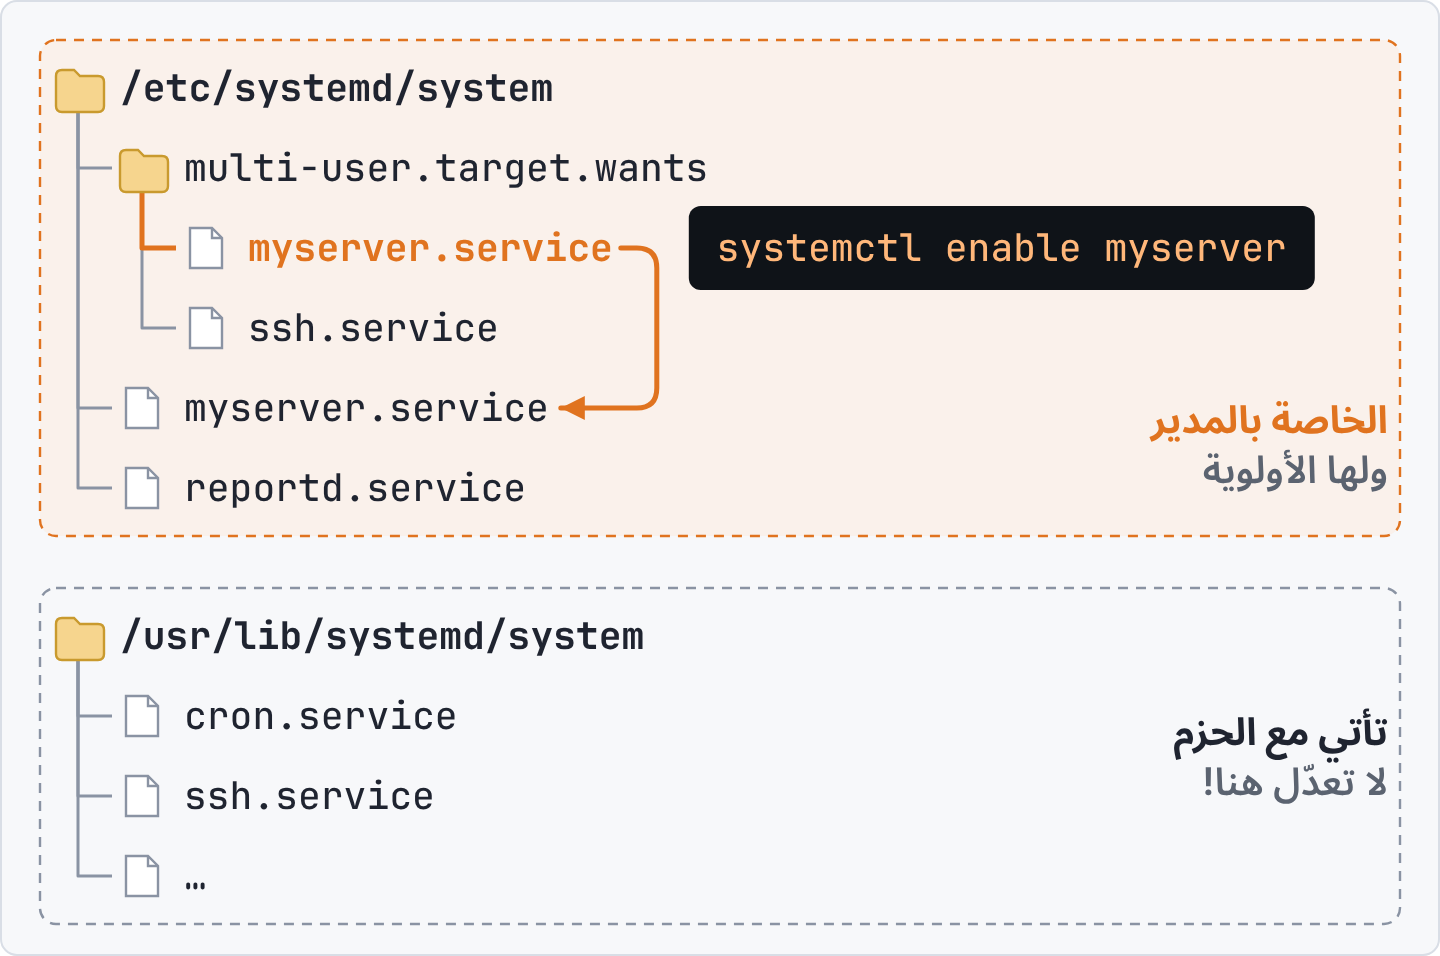 /etc/systemd/system
multi-user.target.wants
myserver.service
systemctl enable myserver
ssh.service
myserver.service
reportd.service
الخاصة بالمدير
ولها الأولوية
/usr/lib/systemd/system
cron.service
ssh.service
…
تأتي مع الحزم
لا تعدّل هنا!